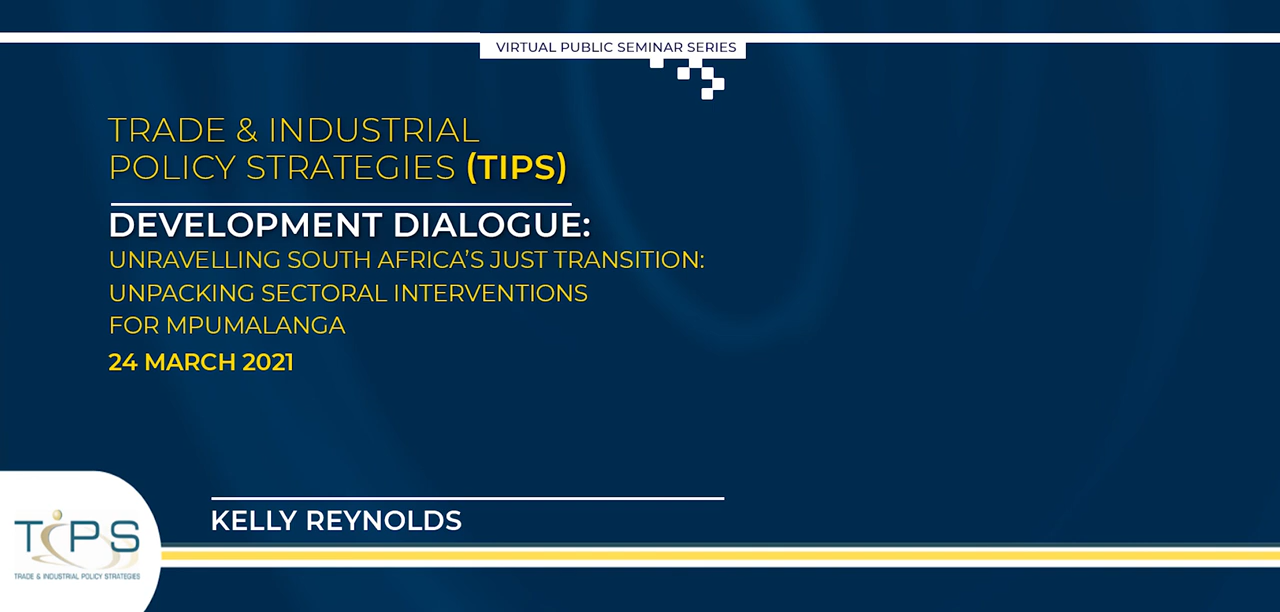 VIRTUAL PUBLIC SEMINAR SERIES
TRADE & INDUSTRIAL
POLICY STRATEGIES (TIPS)
DEVELOPMENT DIALOGUE:
UNRAVELLING SOUTH AFRICA'S JUST TRANSITION:
UNPACKING SECTORAL INTERVENTIONS
FOR MPUMALANGA
24 MARCH 2021
KELLY REYNOLDS
TIPS
TRADE & INDUSTRIAL POLICY STRATEGIES